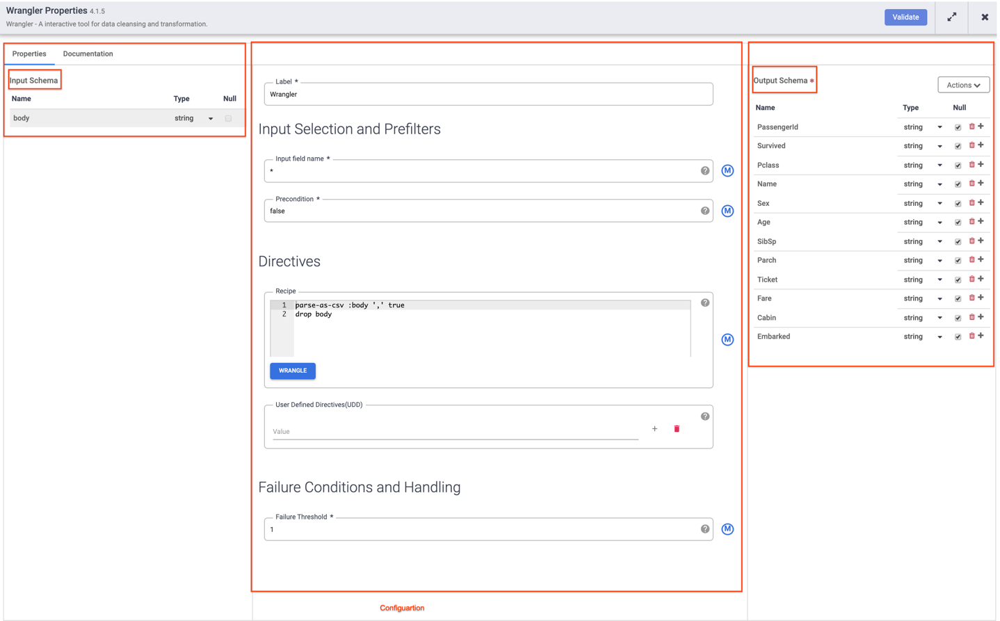 Wrangler Properties 4.1.5
Wrangler - A interactive tool for data cleansing and transformation.
Validate
Properties Documentation
Input Schema
Name Type Null
body string
Label *
Wrangler
Input Selection and Prefilters
Input field name *
*
M
Precondition *
false
M
Directives
Recipe
1 parse-as-csv :body ',' true
2 drop body
M
WRANGLE
User Defined Directives(UDD)
Value
Failure Conditions and Handling
Failure Threshold *
1
M
Configuartion
Output Schema *
Actions
Name Type Null
PassengerId string
Survived string
Pclass string
Name string
Sex string
Age string
SibSp string
Parch string
Ticket string
Fare string
Cabin string
Embarked string